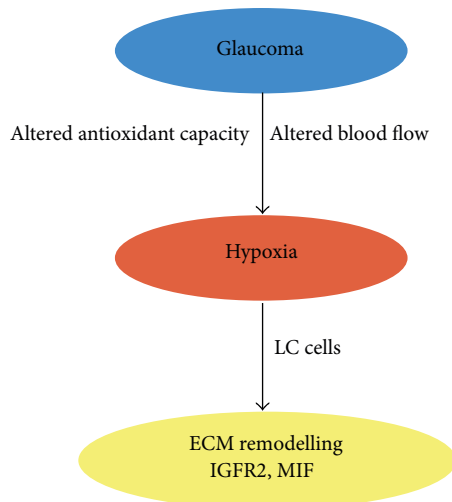 Glaucoma
Altered antioxidant capacity
Altered blood flow
Hypoxia
LC cells
ECM remodelling
IGFR2, MIF